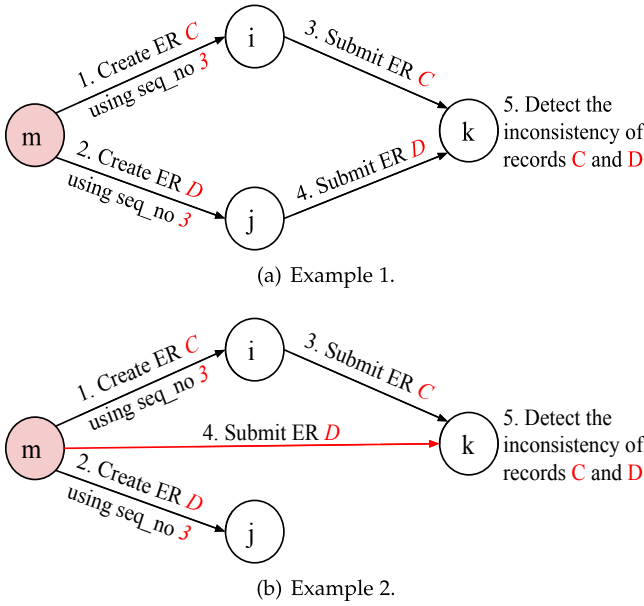 i
1. Create ER C
using seq_no 3
3. Submit ER C
m
k
5. Detect the
inconsistency of
records C and D
2. Create ER D
using seq_no 3
4. Submit ER D
j
(a) Example 1.
i
1. Create ER C
using seq_no 3
3. Submit ER C
m
4. Submit ER D
k
5. Detect the
inconsistency of
records C and D
2. Create ER D
using seq_no 3
j
(b) Example 2.